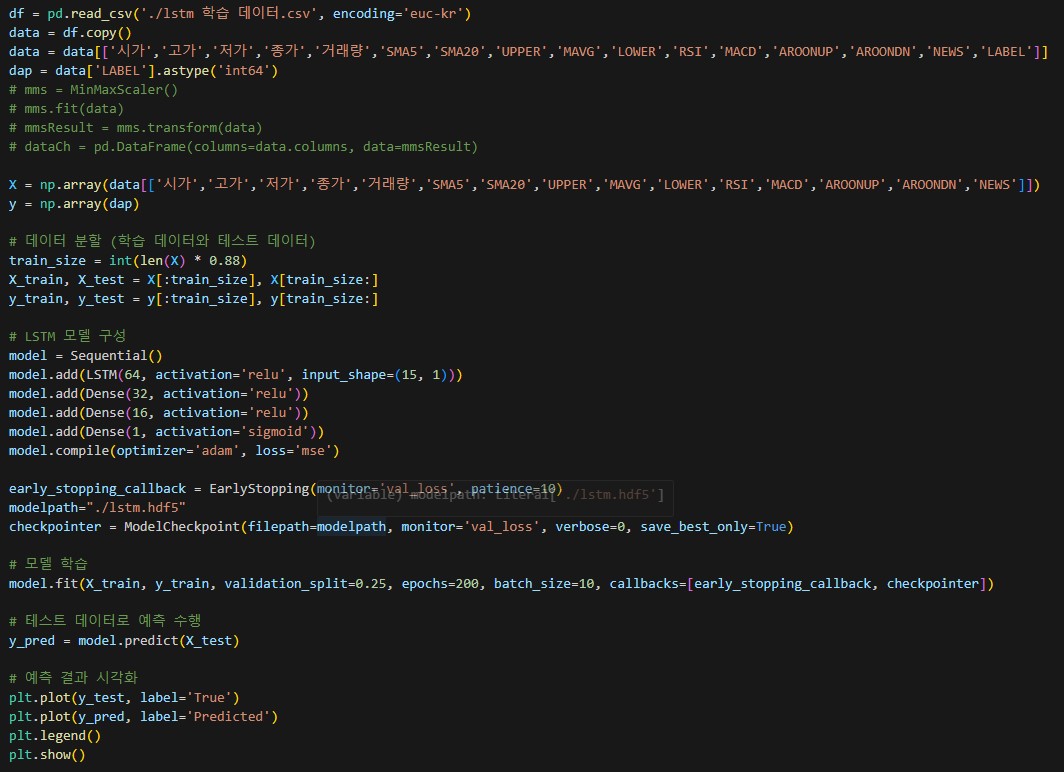 df = pd.read_csv('./lstm 학습 데이터.csv', encoding='euc-kr')
data = df.copy()
data = data[['시가','고가','저가','종가','거래량','SMA5','SMA20','UPPER','MAVG','LOWER','RSI','MACD','AROONUP','AROONDN','NEWS','LABEL']]
dap = data['LABEL'].astype('int64')
# mms = MinMaxScaler()
# mms.fit(data)
# mmsResult = mms.transform(data)
# dataCh = pd.DataFrame(columns=data.columns, data=mmsResult)
X = np.array(data[['시가','고가','저가','종가','거래량','SMA5','SMA20','UPPER','MAVG','LOWER','RSI','MACD','AROONUP','AROONDN','NEWS']])
y = np.array(dap)
# 데이터 분할 (학습 데이터와 테스트 데이터)
train_size = int(len(X) * 0.88)
X_train, X_test = X[:train_size], X[train_size:]
y_train, y_test = y[:train_size], y[train_size:]
# LSTM 모델 구성
model = Sequential()
model.add(LSTM(64, activation='relu', input_shape=(15, 1)))
model.add(Dense(32, activation='relu'))
model.add(Dense(16, activation='relu'))
model.add(Dense(1, activation='sigmoid'))
model.compile(optimizer='adam', loss='mse')
early_stopping_callback = EarlyStopping(monitor='val_loss', patience=10)
(variable) modelpath: Literal['./lstm.hdf5']
modelpath="./lstm.hdf5"
checkpointer = ModelCheckpoint(filepath=modelpath, monitor='val_loss', verbose=0, save_best_only=True)
# 모델 학습
model.fit(X_train, y_train, validation_split=0.25, epochs=200, batch_size=10, callbacks=[early_stopping_callback, checkpointer])
# 테스트 데이터로 예측 수행
y_pred = model.predict(X_test)
# 예측 결과 시각화
plt.plot(y_test, label='True')
plt.plot(y_pred, label='Predicted')
plt.legend()
plt.show()